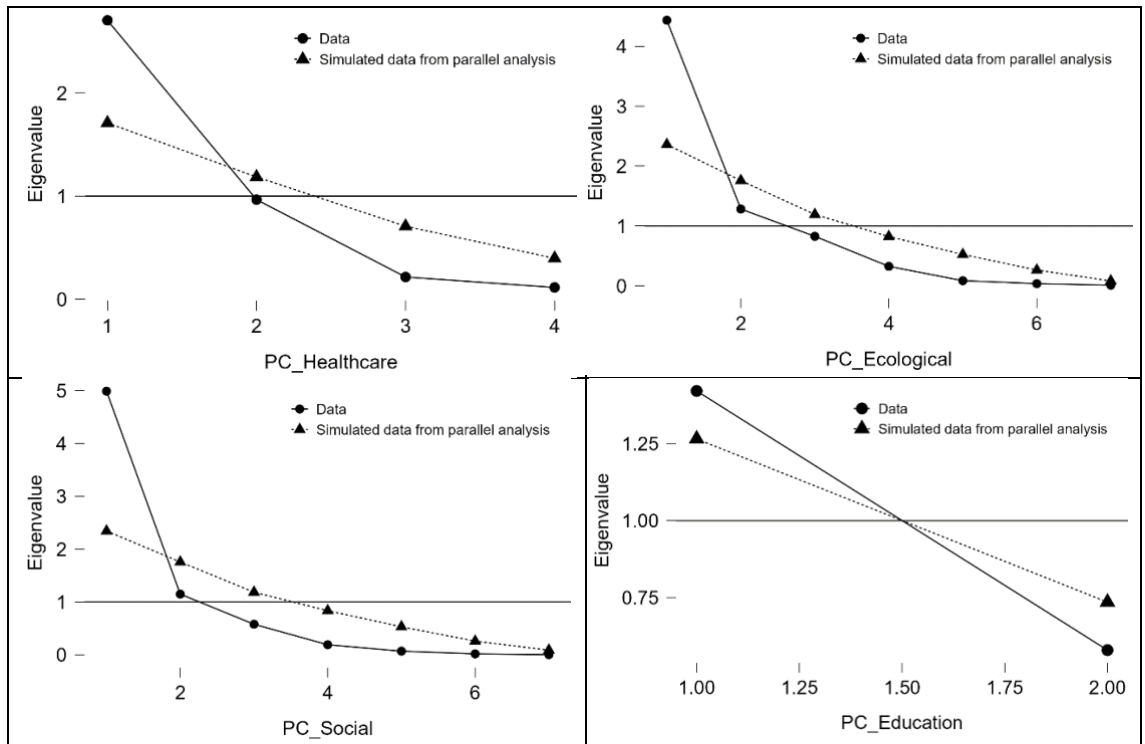 Data
Simulated data from parallel analysis
Eigenvalue
2
1
0
1 2 3 4
PC_Healthcare
Data
Simulated data from parallel analysis
Eigenvalue
4
3
2
1
0
2 4 6
PC_Ecological
Data
Simulated data from parallel analysis
Eigenvalue
5
4
3
2
1
0
2 4 6
PC_Social
Data
Simulated data from parallel analysis
Eigenvalue
1.25
1.00
0.75
1.00 1.25 1.50 1.75 2.00
PC_Education